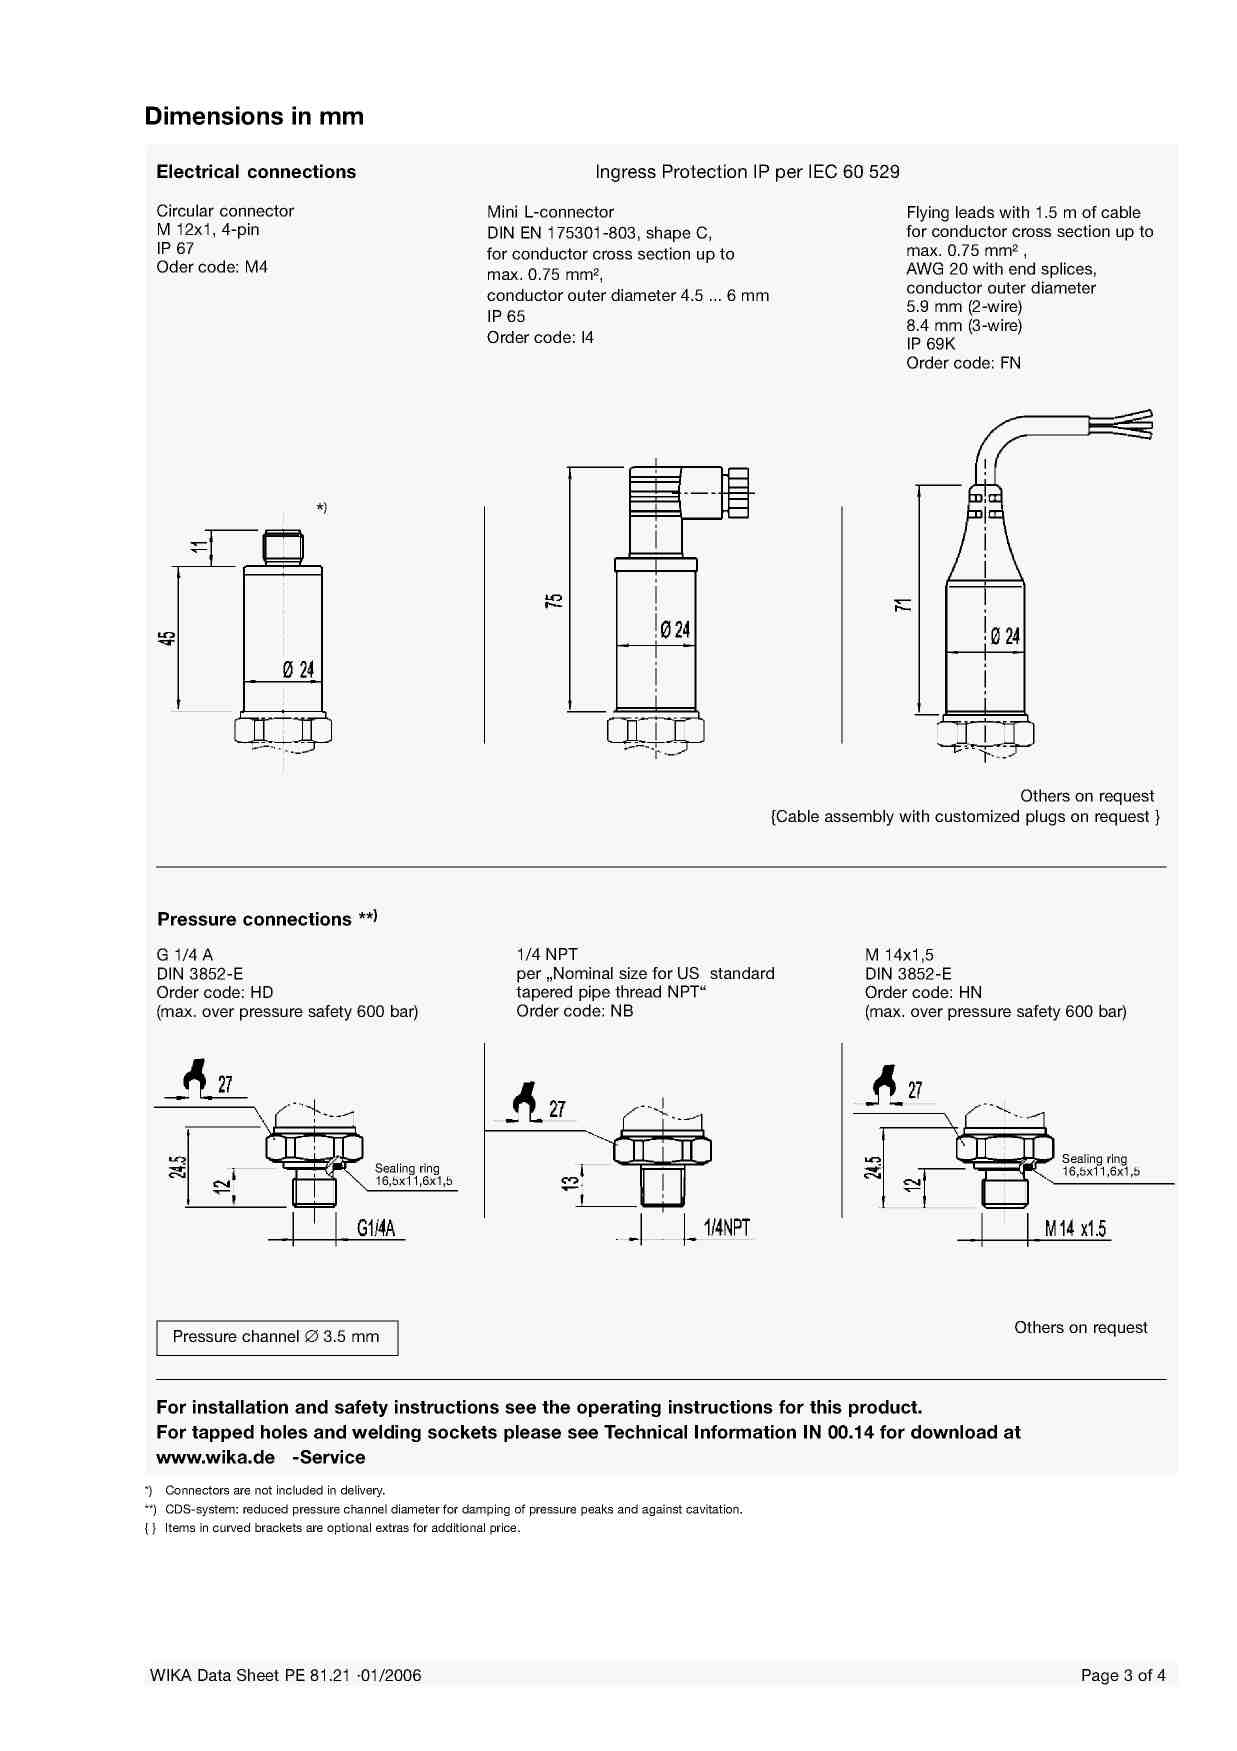 Dimensions in mm
Electrical connections
Ingress Protection IP per IEC 60 529
Circular connector
M 12x1, 4-pin
IP 67
Oder code: M4
Mini L-connector
DIN EN 175301-803, shape C,
for conductor cross section up to
max. 0.75 mm²,
conductor outer diameter 4.5 ... 6 mm
IP 65
Order code: I4
Flying leads with 1.5 m of cable
for conductor cross section up to
max. 0.75 mm² ,
AWG 20 with end splices,
conductor outer diameter
5.9 mm (2-wire)
8.4 mm (3-wire)
IP 69K
Order code: FN
*)
11
45
Ø 24
75
Ø 24
71
Ø 24
Others on request
{Cable assembly with customized plugs on request }
Pressure connections **)
G 1/4 A
DIN 3852-E
Order code: HD
(max. over pressure safety 600 bar)
1/4 NPT
per „Nominal size for US standard
tapered pipe thread NPT“
Order code: NB
M 14x1,5
DIN 3852-E
Order code: HN
(max. over pressure safety 600 bar)
27
24.5
12
Sealing ring
16,5x11,6x1,5
G1/4A
27
13
1/4NPT
27
24.5
12
Sealing ring
16,5x11,6x1,5
M 14 x1.5
Pressure channel ∅ 3.5 mm
Others on request
For installation and safety instructions see the operating instructions for this product.
For tapped holes and welding sockets please see Technical Information IN 00.14 for download at
www.wika.de -Service
*) Connectors are not included in delivery.
**) CDS-system: reduced pressure channel diameter for damping of pressure peaks and against cavitation.
{ } Items in curved brackets are optional extras for additional price.
WIKA Data Sheet PE 81.21 ·01/2006
Page 3 of 4